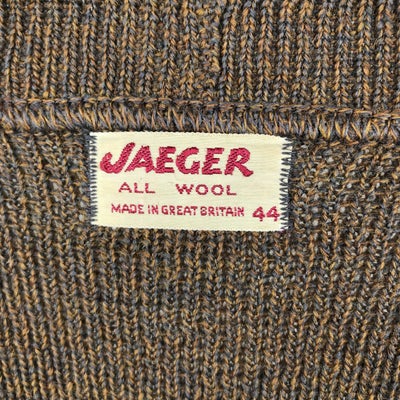 JAEGER
ALL WOOL
MADE IN GREAT BRITAIN 44